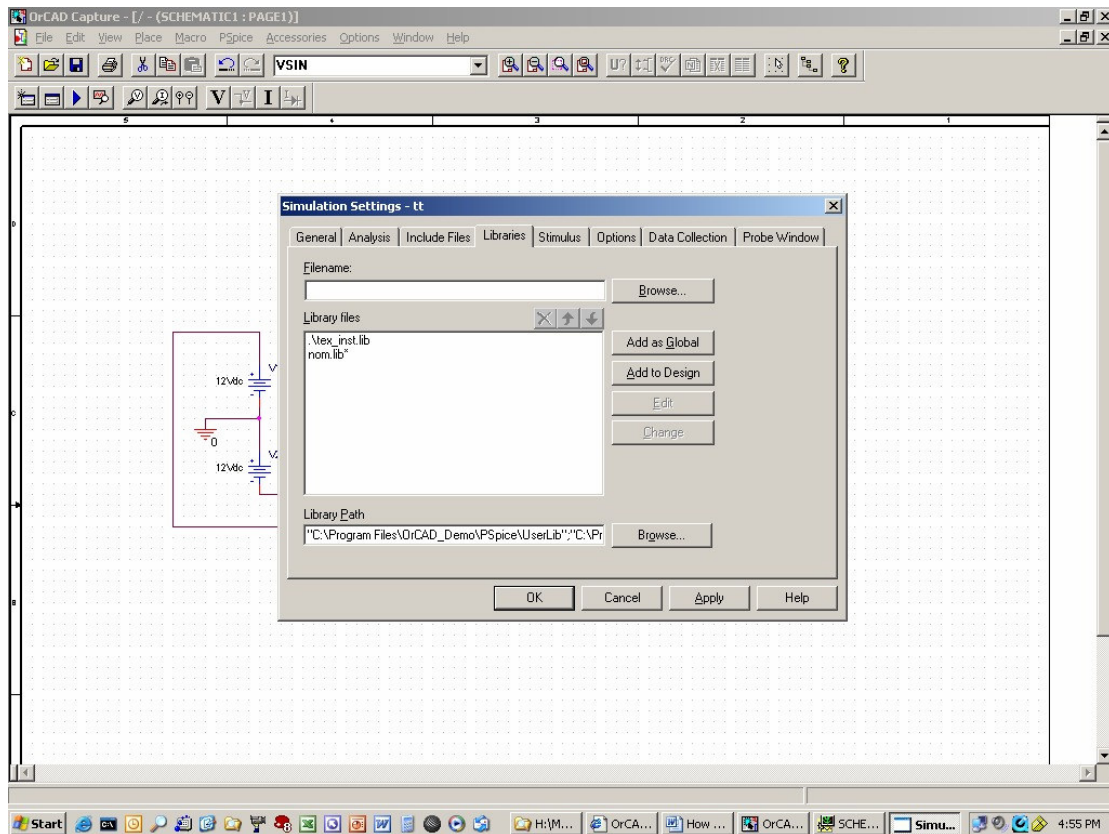 OrCAD Capture - [/ - (SCHEMATIC1 : PAGE1)]
File Edit View Place Macro PSpice Accessories Options Window Help
VSIN
U?
V I
5 4 3 2 1
D
Simulation Settings - tt
General Analysis Include Files Libraries Stimulus Options Data Collection Probe Window
Filename:
Browse...
Library files
.\tex_inst.lib
nom.lib*
Add as Global
Add to Design
Edit
Change
12Vdc
C
0
12Vdc
Library Path
"C:\Program Files\OrCAD_Demo\PSpice\UserLib";"C:\Pr
Browse...
OK Cancel Apply Help
B
Start H:\M... OrCA... How ... OrCA... SCHE... Simu... 4:55 PM